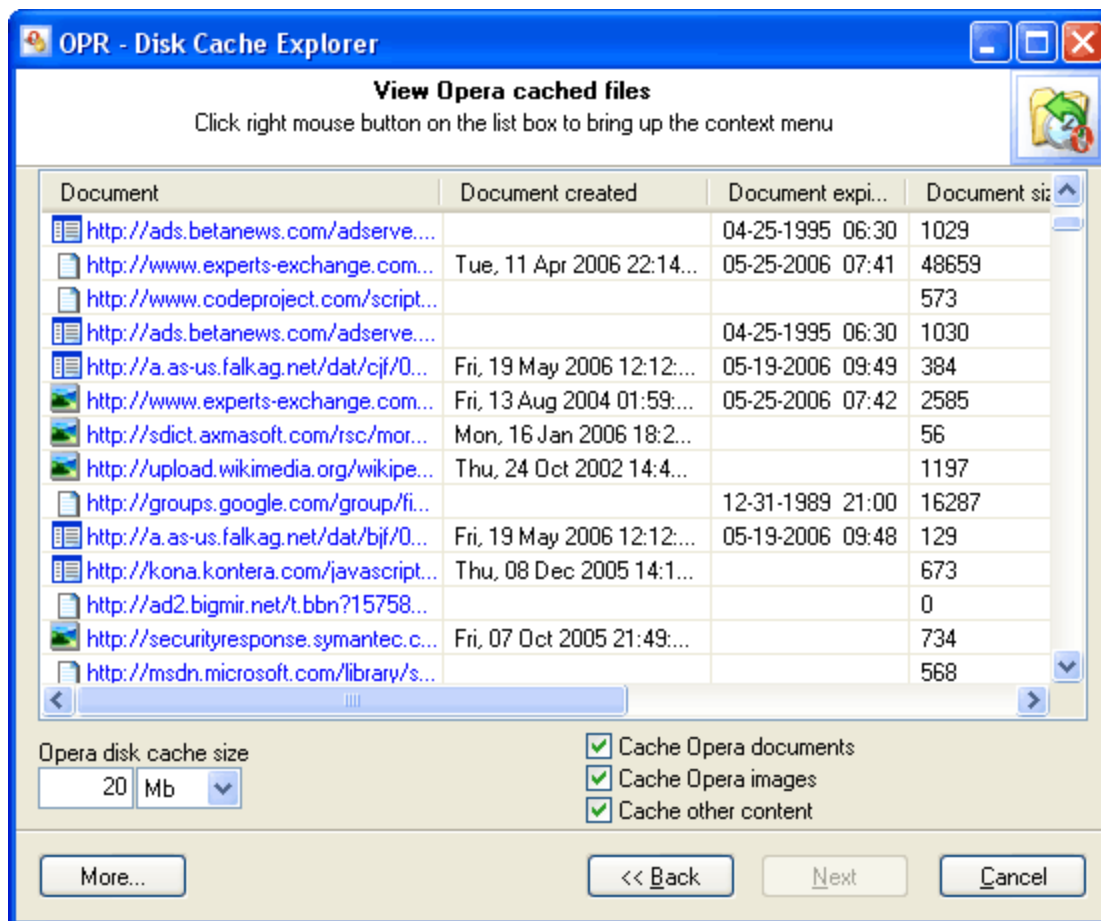 OPR - Disk Cache Explorer
View Opera cached files
Click right mouse button on the list box to bring up the context menu
Document Document created Document expi... Document siz
http://ads.betanews.com/adserve.... 04-25-1995 06:30 1029
http://www.experts-exchange.com... Tue, 11 Apr 2006 22:14... 05-25-2006 07:41 48659
http://www.codeproject.com/script... 573
http://ads.betanews.com/adserve.... 04-25-1995 06:30 1030
http://a.as-us.falkag.net/dat/cjf/0... Fri, 19 May 2006 12:12:... 05-19-2006 09:49 384
http://www.experts-exchange.com... Fri, 13 Aug 2004 01:59:... 05-25-2006 07:42 2585
http://sdict.axmasoft.com/rsc/mor... Mon, 16 Jan 2006 18:2... 56
http://upload.wikimedia.org/wikipe... Thu, 24 Oct 2002 14:4... 1197
http://groups.google.com/group/fi... 12-31-1989 21:00 16287
http://a.as-us.falkag.net/dat/bjf/0... Fri, 19 May 2006 12:12:... 05-19-2006 09:48 129
http://kona.kontera.com/javascript... Thu, 08 Dec 2005 14:1... 673
http://ad2.bigmir.net/t.bbn?15758... 0
http://securityresponse.symantec.c... Fri, 07 Oct 2005 21:49:... 734
http://msdn.microsoft.com/library/s... 568
Opera disk cache size
20 Mb
Cache Opera documents
Cache Opera images
Cache other content
More... << Back Next Cancel